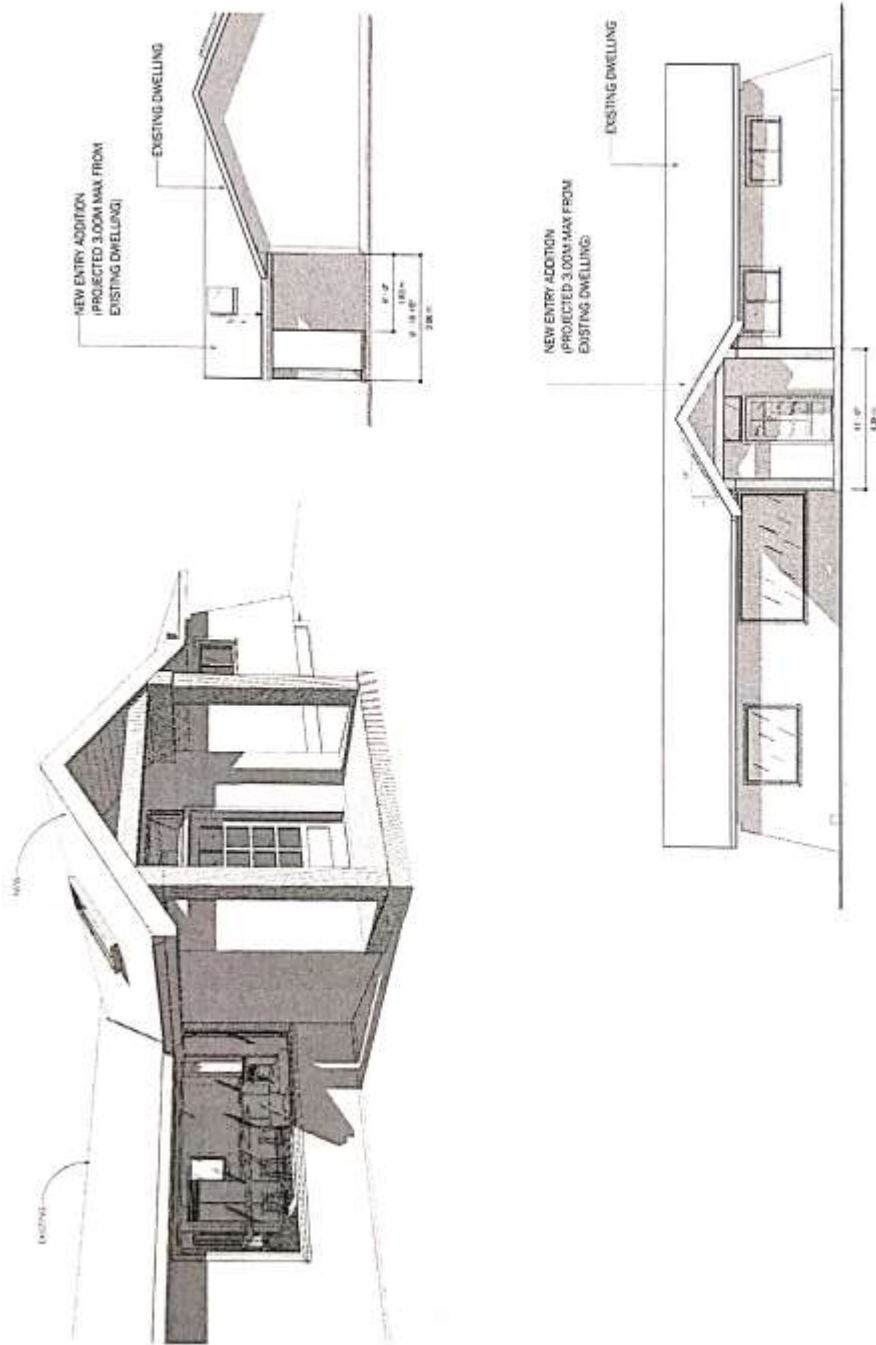 NEW
EXISTING
NEW ENTRY ADDITION
(PROJECTED 3.00M MAX FROM
EXISTING DWELLING)
EXISTING DWELLING
NEW ENTRY ADDITION
(PROJECTED 3.00M MAX FROM
EXISTING DWELLING)
EXISTING DWELLING